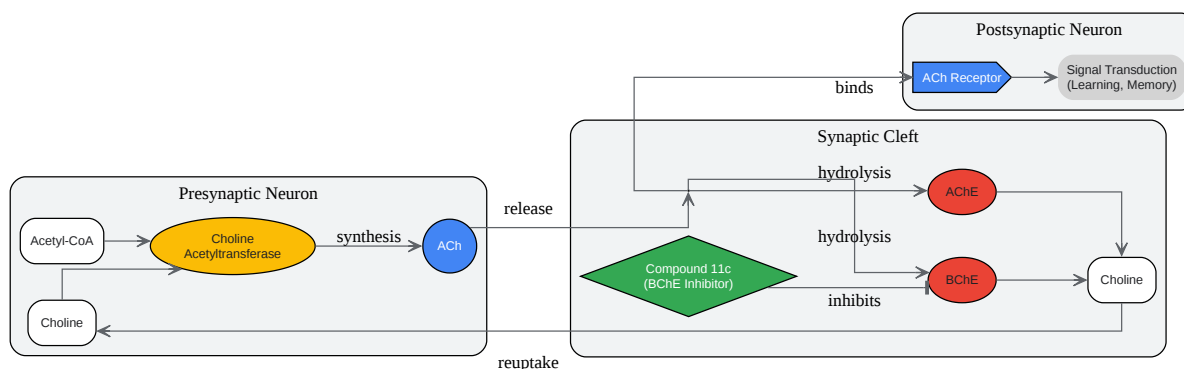 Postsynaptic Neuron
ACh Receptor
Signal Transduction
(Learning, Memory)
binds
Synaptic Cleft
hydrolysis
AChE
Presynaptic Neuron
release
Acetyl-CoA
Choline
Acetyltransferase
synthesis
ACh
hydrolysis
Compound 11c
(BChE Inhibitor)
BChE
Choline
inhibits
Choline
reuptake